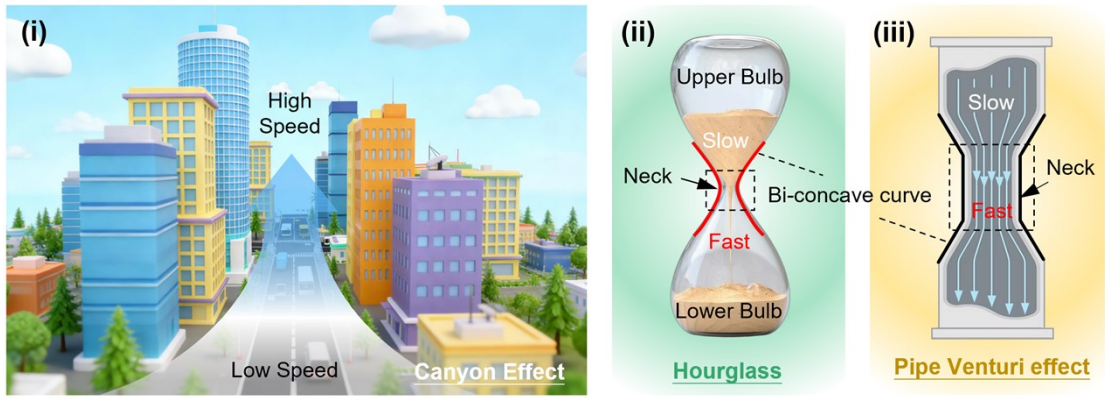 (i)
High
Speed
Low Speed
Canyon Effect
(ii)
Upper Bulb
Slow
Neck
Bi-concave curve
Fast
Lower Bulb
Hourglass
(iii)
Slow
Neck
Fast
Pipe Venturi effect